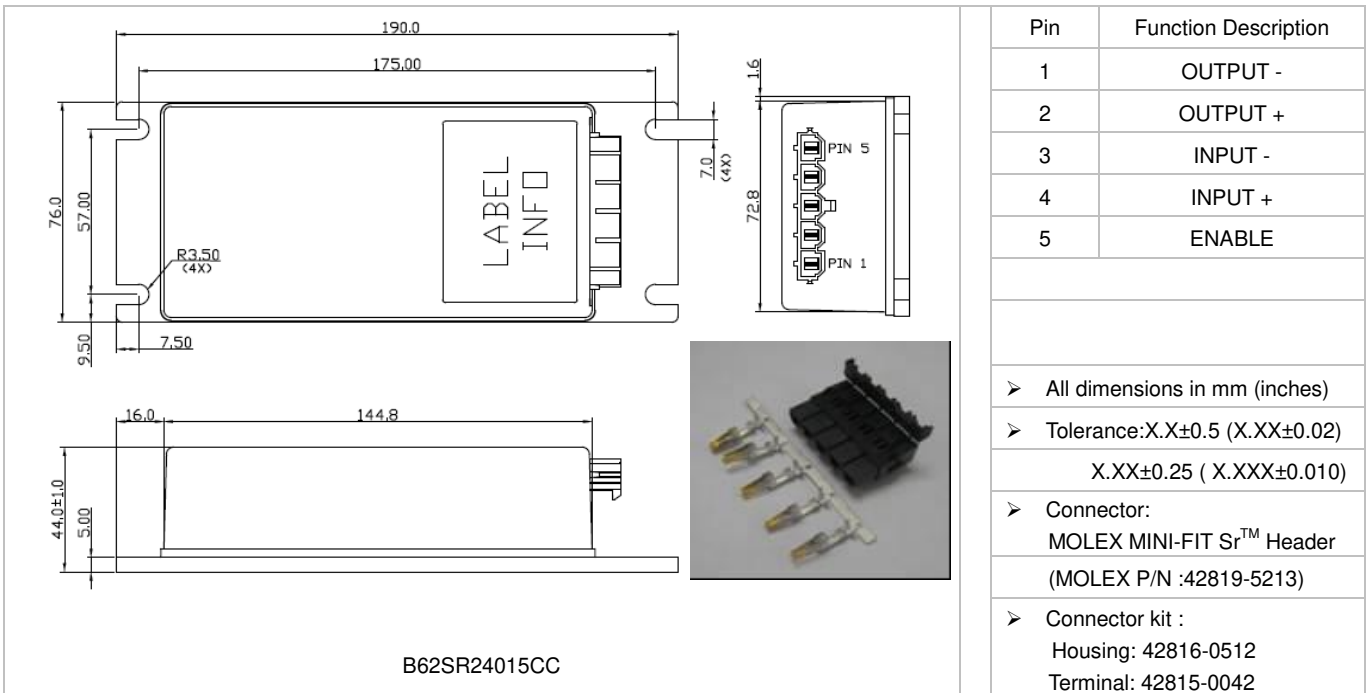 190.0
175.00
76.0
57.00
R3.50
(4X)
9.50
7.50
LABEL
INFO
7.0
(4X)
1.6
72.8
PIN 5
PIN 1
16.0
144.8
44.0±1.0
5.00
B62SR24015CC
Pin Function Description
1 OUTPUT -
2 OUTPUT +
3 INPUT -
4 INPUT +
5 ENABLE
➢ All dimensions in mm (inches)
➢ Tolerance:X.X±0.5 (X.XX±0.02)
X.XX±0.25 ( X.XXX±0.010)
➢ Connector:
MOLEX MINI-FIT Sr™ Header
(MOLEX P/N :42819-5213)
➢ Connector kit :
Housing: 42816-0512
Terminal: 42815-0042